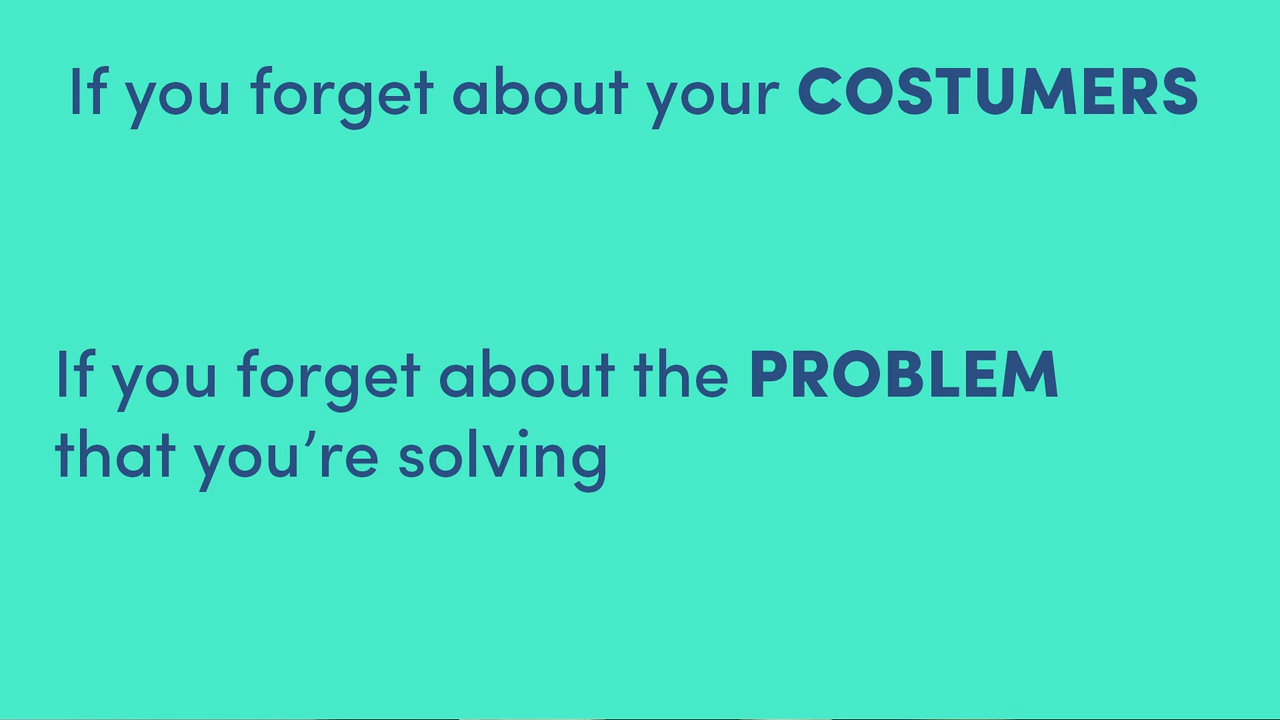 If you forget about your COSTUMERS
If you forget about the PROBLEM
that you’re solving